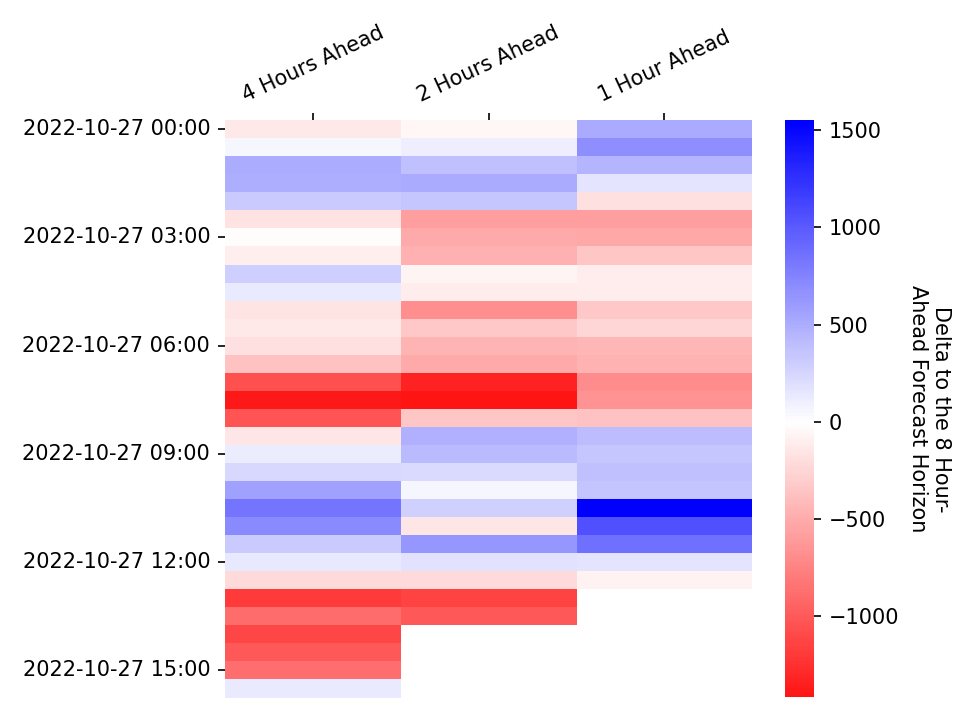 4 Hours Ahead
2 Hours Ahead
1 Hour Ahead
2022-10-27 00:00
2022-10-27 03:00
2022-10-27 06:00
2022-10-27 09:00
2022-10-27 12:00
2022-10-27 15:00
1500
1000
500
0
−500
−1000
Delta to the 8 Hour-
Ahead Forecast Horizon